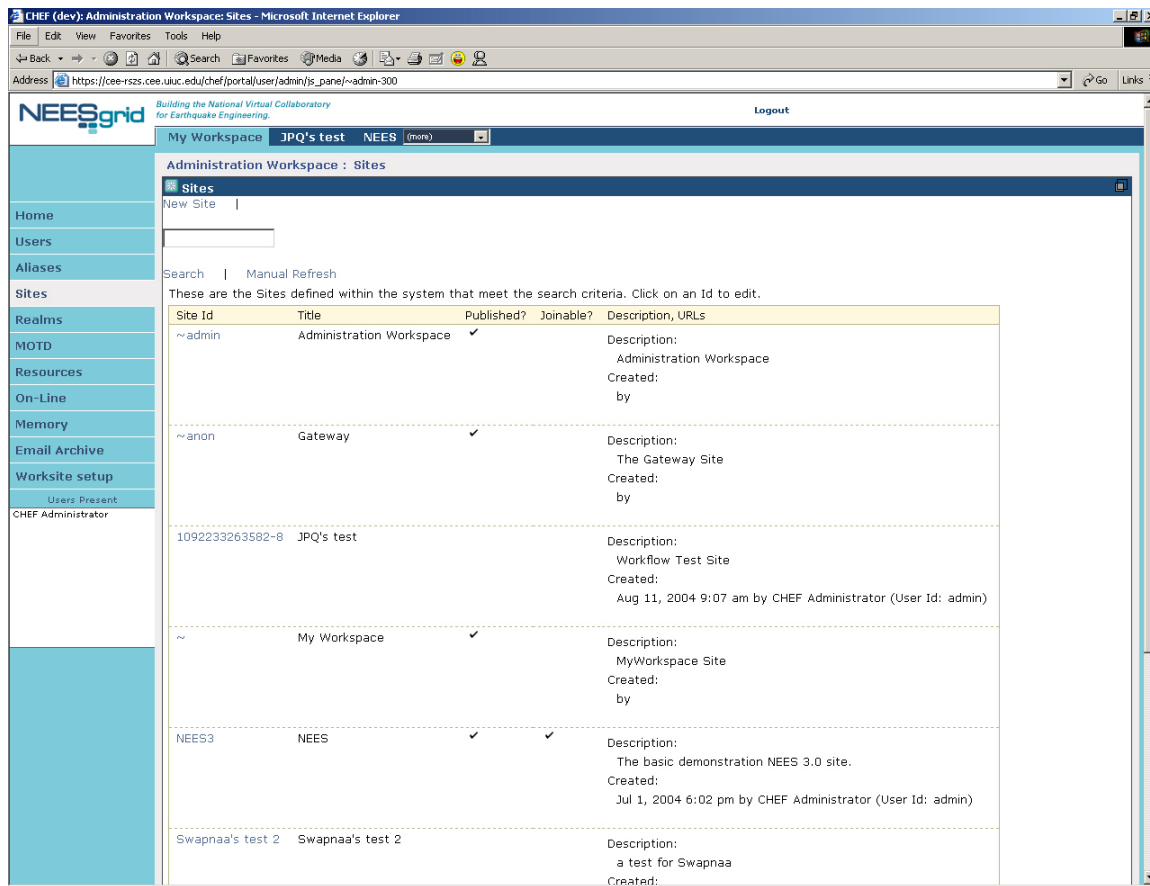 CHEF (dev): Administration Workspace: Sites - Microsoft Internet Explorer
File Edit View Favorites Tools Help
Back Search Favorites Media
Address https://cee-rszs.cee.uiuc.edu/chef/portal/user/admin/js_pane/~admin-300 Go Links
NEESgrid
Building the National Virtual Collaboratory
for Earthquake Engineering.
Logout
My Workspace JPQ's test NEES (more)
Administration Workspace : Sites
Sites
New Site |
Search | Manual Refresh
These are the Sites defined within the system that meet the search criteria. Click on an Id to edit.
Home
Users
Aliases
Sites
Realms
MOTD
Resources
On-Line
Memory
Email Archive
Worksite setup
Users Present
CHEF Administrator
Site Id Title Published? Joinable? Description, URLs
~admin Administration Workspace ✔ Description:
Administration Workspace
Created:
by
~anon Gateway ✔ Description:
The Gateway Site
Created:
by
1092233263582-8 JPQ's test Description:
Workflow Test Site
Created:
Aug 11, 2004 9:07 am by CHEF Administrator (User Id: admin)
~ My Workspace ✔ Description:
MyWorkspace Site
Created:
by
NEES3 NEES ✔ ✔ Description:
The basic demonstration NEES 3.0 site.
Created:
Jul 1, 2004 6:02 pm by CHEF Administrator (User Id: admin)
Swapnaa's test 2 Swapnaa's test 2 Description:
a test for Swapnaa
Created: